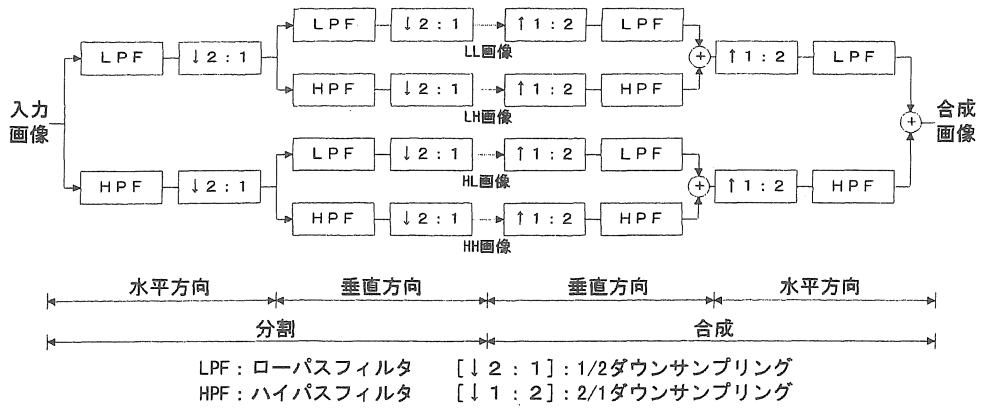 LPF ↓2:1 ↑1:2 LPF
LL画像
LPF ↓2:1 ↑1:2 LPF
HPF ↓2:1 ↑1:2 HPF
LH画像
入力
画像
合成
画像
LPF ↓2:1 ↑1:2 LPF
HL画像
HPF ↓2:1 ↑1:2 HPF
HPF ↓2:1 ↑1:2 HPF
HH画像
水平方向 垂直方向 垂直方向 水平方向
分割 合成
LPF:ローパスフィルタ [↓2:1]:1/2ダウンサンプリング
HPF:ハイパスフィルタ [↓1:2]:2/1ダウンサンプリング